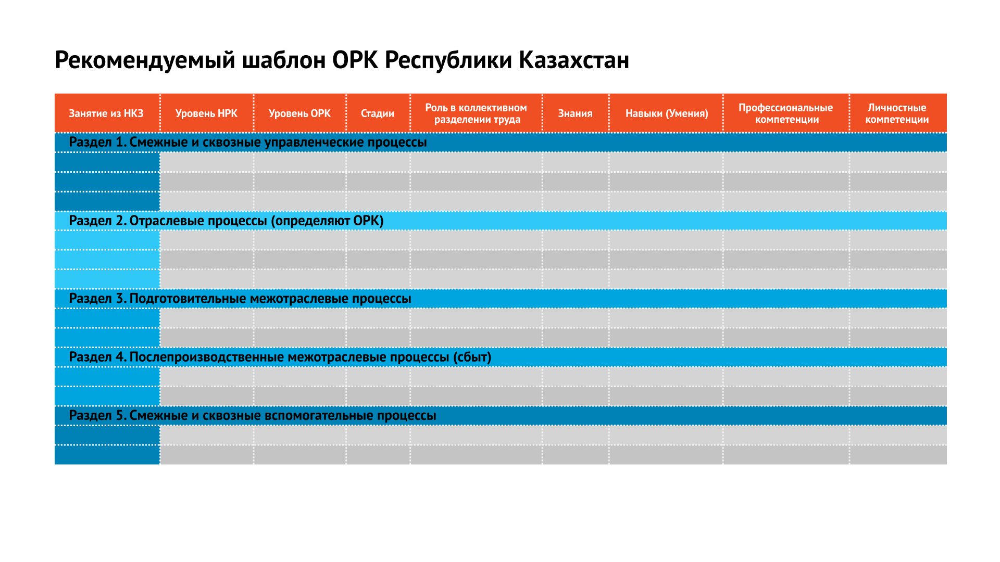 Рекомендуемый шаблон ОРК Республики Казахстан
Занятие из НКЗ
Уровень НРК
Уровень ОРК
Стадии
Роль в коллективном
разделении труда
Знания
Навыки (Умения)
Профессиональные
компетенции
Личностные
компетенции
Раздел 1. Смежные и сквозные управленческие процессы
Раздел 2. Отраслевые процессы (определяют ОРК)
Раздел 3. Подготовительные межотраслевые процессы
Раздел 4. Послепроизводственные межотраслевые процессы (сбыт)
Раздел 5. Смежные и сквозные вспомогательные процессы